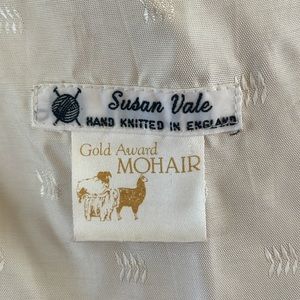 Susan Vale
HAND KNITTED IN ENGLAND
Gold Award
MOHAIR